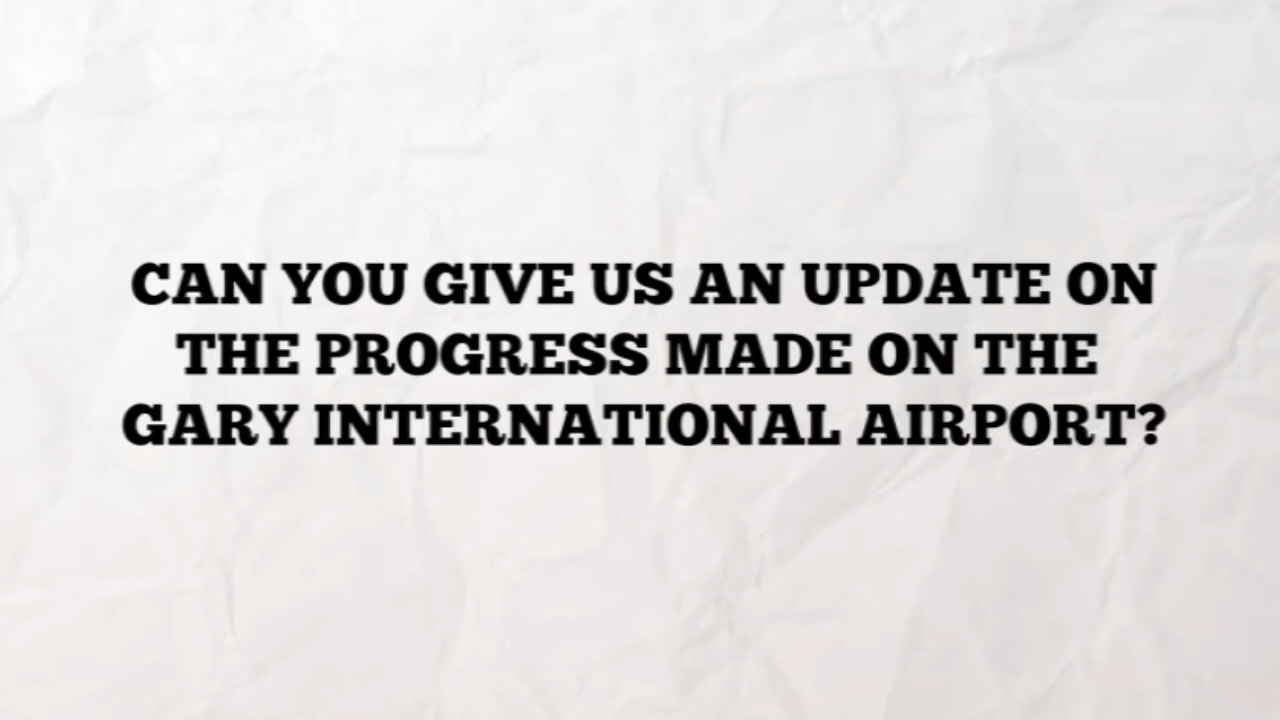 CAN YOU GIVE US AN UPDATE ON
THE PROGRESS MADE ON THE
GARY INTERNATIONAL AIRPORT?